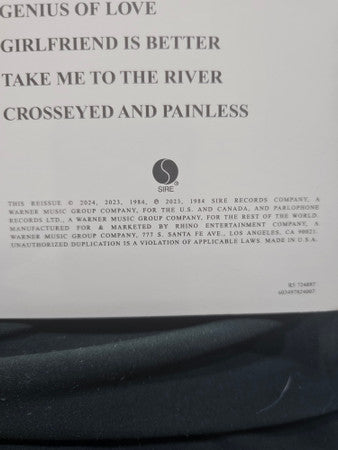 GENIUS OF LOVE
GIRLFRIEND IS BETTER
TAKE ME TO THE RIVER
CROSSEYED AND PAINLESS
SIRE
THIS REISSUE © 2024, 2023, 1984, ℗ 2023, 1984 SIRE RECORDS COMPANY, A
WARNER MUSIC GROUP COMPANY, FOR THE U.S. AND CANADA, AND PARLOPHONE
RECORDS LTD., A WARNER MUSIC GROUP COMPANY, FOR THE REST OF THE WORLD.
MANUFACTURED FOR & MARKETED BY RHINO ENTERTAINMENT COMPANY, A
WARNER MUSIC GROUP COMPANY, 777 S. SANTA FE AVE., LOS ANGELES, CA 90021.
UNAUTHORIZED DUPLICATION IS A VIOLATION OF APPLICABLE LAWS. MADE IN U.S.A.
603497824007